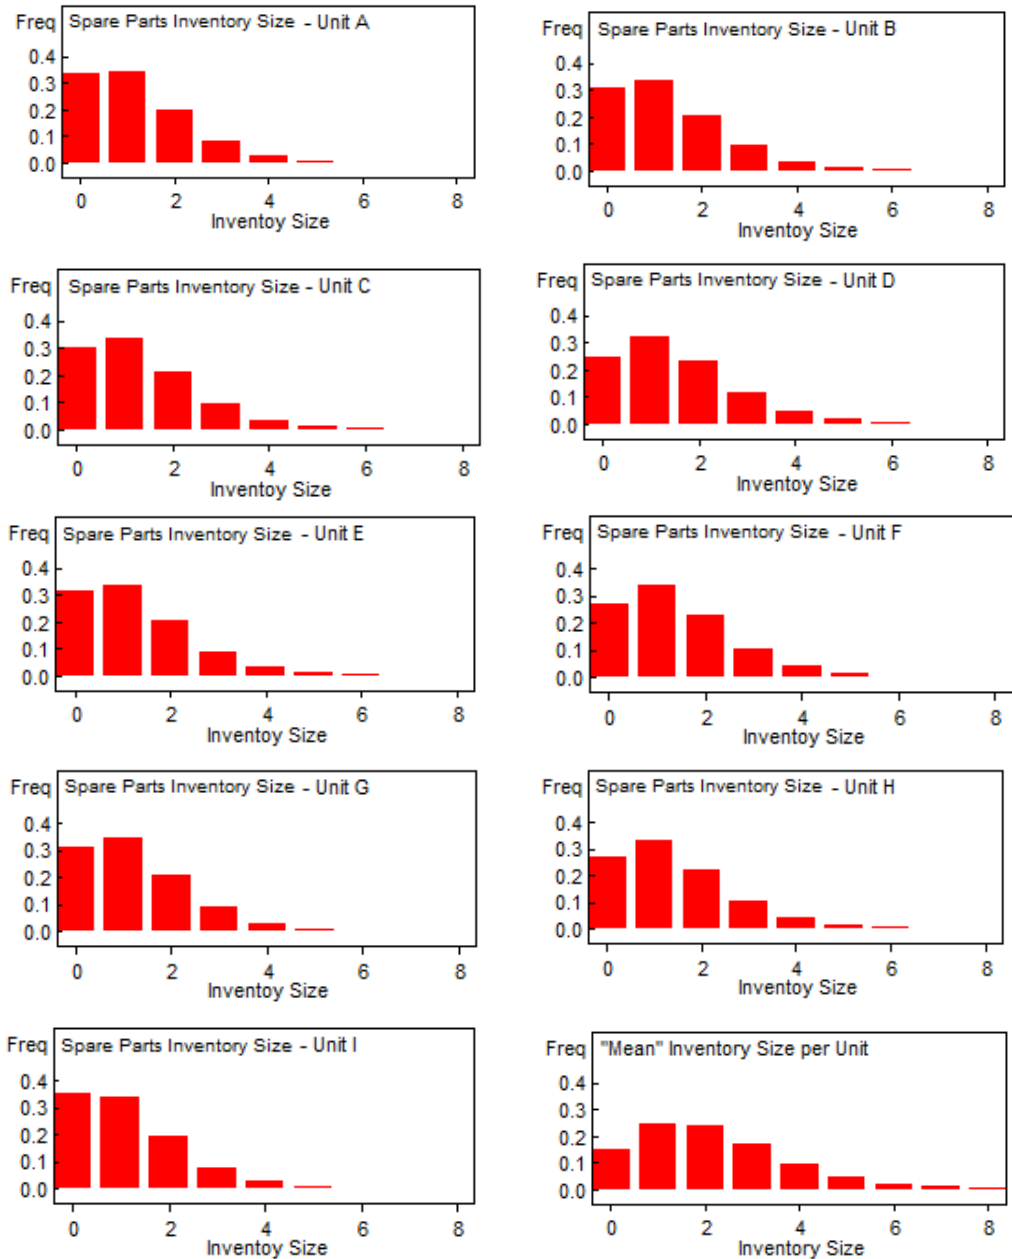 Freq Spare Parts Inventory Size - Unit A
0.4
0.3
0.2
0.1
0.0
0 2 4 6 8
Inventoy Size
Freq Spare Parts Inventory Size - Unit B
0.4
0.3
0.2
0.1
0.0
0 2 4 6 8
Inventoy Size
Freq Spare Parts Inventory Size - Unit C
0.4
0.3
0.2
0.1
0.0
0 2 4 6 8
Inventoy Size
Freq Spare Parts Inventory Size - Unit D
0.4
0.3
0.2
0.1
0.0
0 2 4 6 8
Inventoy Size
Freq Spare Parts Inventory Size - Unit E
0.4
0.3
0.2
0.1
0.0
0 2 4 6 8
Inventoy Size
Freq Spare Parts Inventory Size - Unit F
0.4
0.3
0.2
0.1
0.0
0 2 4 6 8
Inventoy Size
Freq Spare Parts Inventory Size - Unit G
0.4
0.3
0.2
0.1
0.0
0 2 4 6 8
Inventoy Size
Freq Spare Parts Inventory Size - Unit H
0.4
0.3
0.2
0.1
0.0
0 2 4 6 8
Inventoy Size
Freq Spare Parts Inventory Size - Unit I
0.4
0.3
0.2
0.1
0.0
0 2 4 6 8
Inventoy Size
Freq "Mean" Inventory Size per Unit
0.4
0.3
0.2
0.1
0.0
0 2 4 6 8
Inventory Size